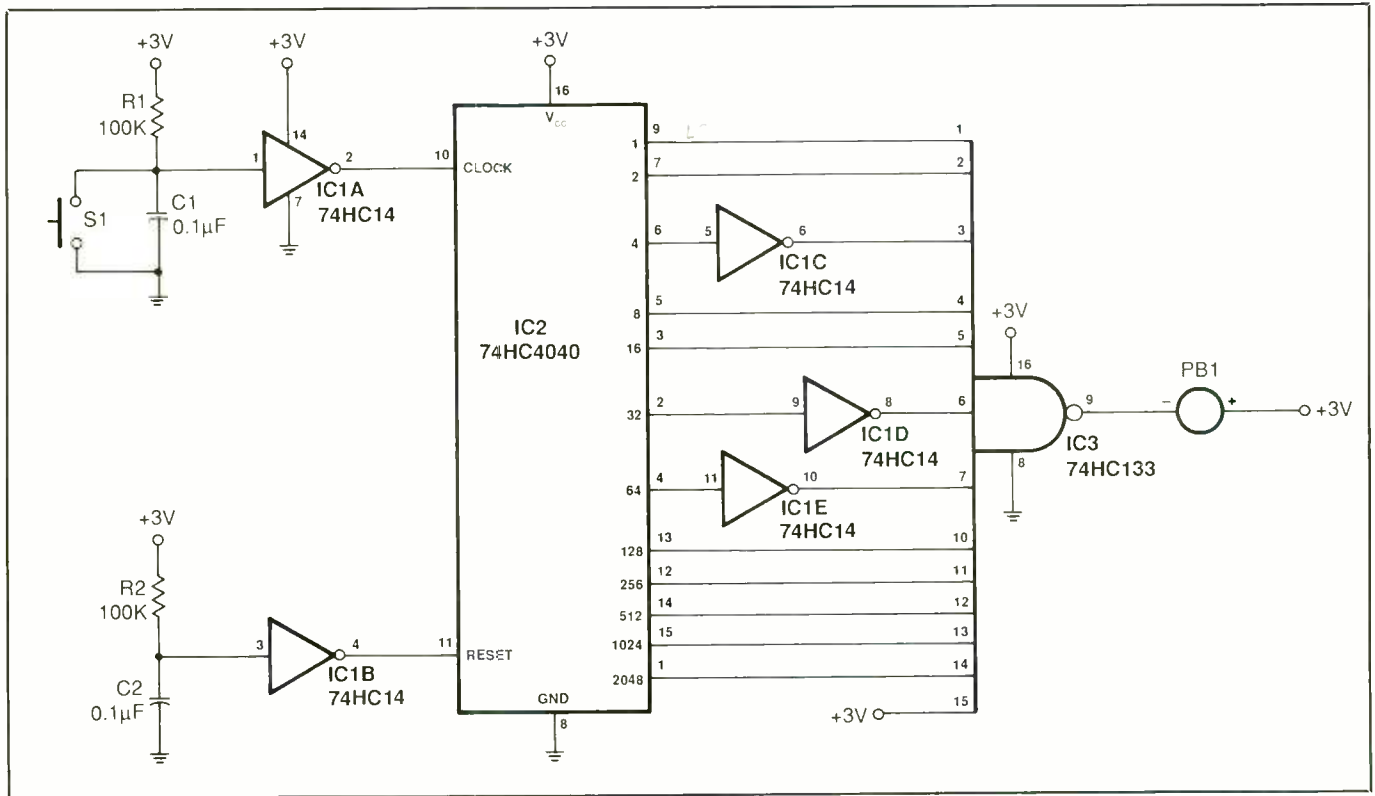 +3V
R1
100K
S1
C1
0.1µF
+3V
14
1
2
7
IC1A
74HC14
+3V
R2
100K
C2
0.1µF
3
4
IC1B
74HC14
+3V
16
VCC
10
CLOCK
IC2
74HC4040
11
RESET
GND
8
9
1
1
7
2
2
6
4
5
6
3
IC1C
74HC14
5
8
4
3
16
5
2
32
9
8
6
IC1D
74HC14
4
64
11
10
7
IC1E
74HC14
13
128
10
12
256
11
14
512
12
15
1024
13
1
2048
14
+3V
15
+3V
16
9
8
IC3
74HC133
PB1
-
+
+3V